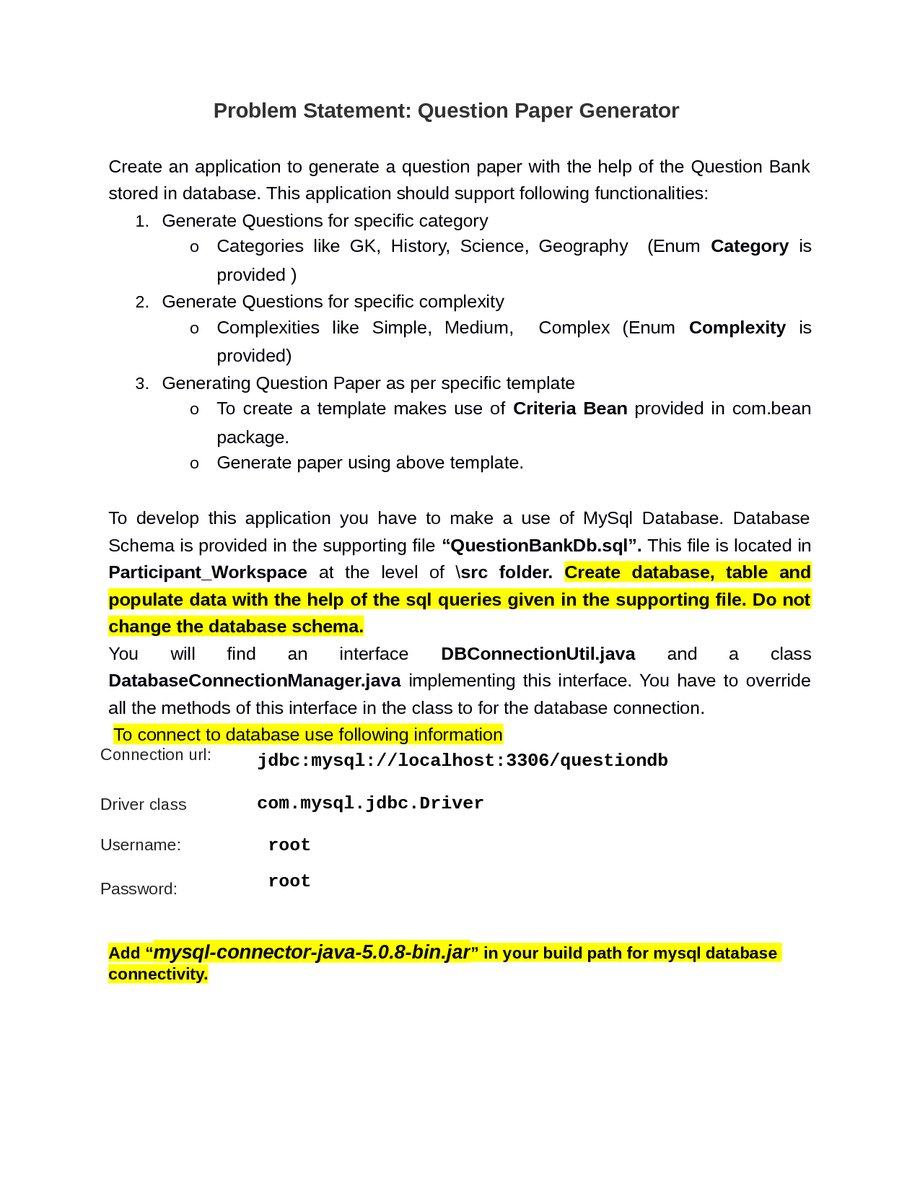 Problem Statement: Question Paper Generator
Create an application to generate a question paper with the help of the Question Bank
stored in database. This application should support following functionalities:
1. Generate Questions for specific category
o Categories like GK, History, Science, Geography (Enum Category is
provided )
2. Generate Questions for specific complexity
o Complexities like Simple, Medium, Complex (Enum Complexity is
provided)
3. Generating Question Paper as per specific template
o To create a template makes use of Criteria Bean provided in com.bean
package.
o Generate paper using above template.
To develop this application you have to make a use of MySql Database. Database
Schema is provided in the supporting file “QuestionBankDb.sql”. This file is located in
Participant_Workspace at the level of \src folder. Create database, table and
populate data with the help of the sql queries given in the supporting file. Do not
change the database schema.
You will find an interface DBConnectionUtil.java and a class
DatabaseConnectionManager.java implementing this interface. You have to override
all the methods of this interface in the class to for the database connection.
To connect to database use following information
Connection url: jdbc:mysql://localhost:3306/questiondb
Driver class com.mysql.jdbc.Driver
Username: root
Password: root
Add “mysql-connector-java-5.0.8-bin.jar” in your build path for mysql database
connectivity.